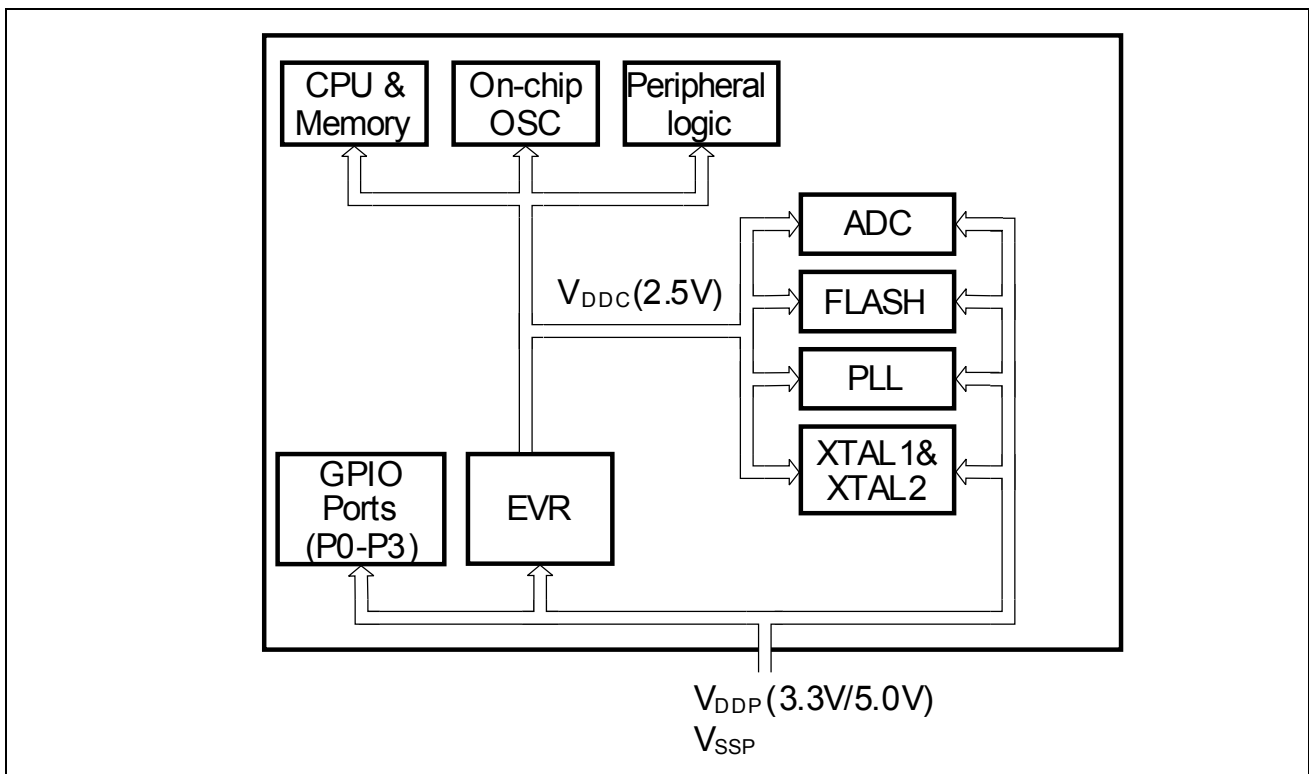 CPU &
Memory
On-chip
OSC
Peripheral
logic
ADC
VDDC(2.5V)
FLASH
PLL
XTAL1&
XTAL2
GPIO
Ports
(P0-P3)
EVR
VDDP(3.3V/5.0V)
VSSP